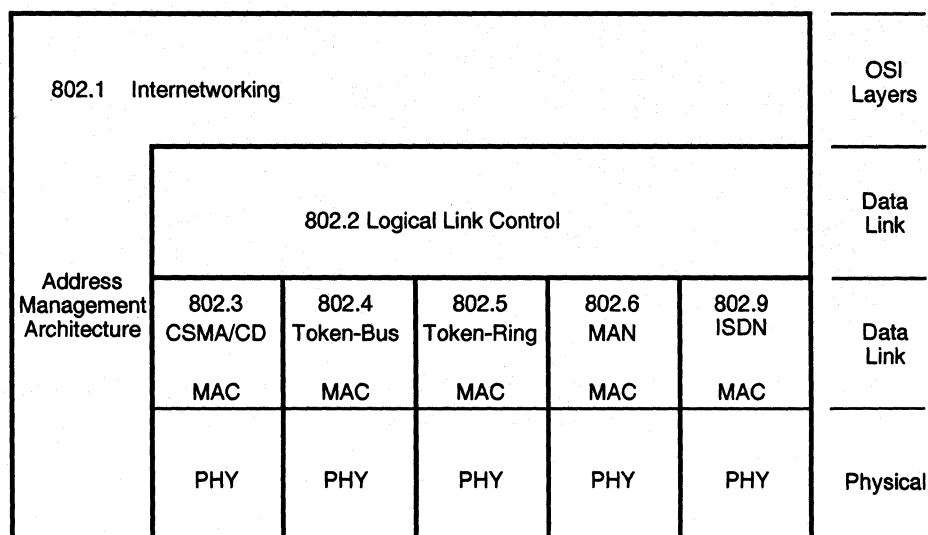 802.1 Internetworking
OSI
Layers
802.2 Logical Link Control
Data
Link
Address
Management
Architecture
802.3
CSMA/CD
MAC
802.4
Token-Bus
MAC
802.5
Token-Ring
MAC
802.6
MAN
MAC
802.9
ISDN
MAC
Data
Link
PHY
PHY
PHY
PHY
PHY
Physical